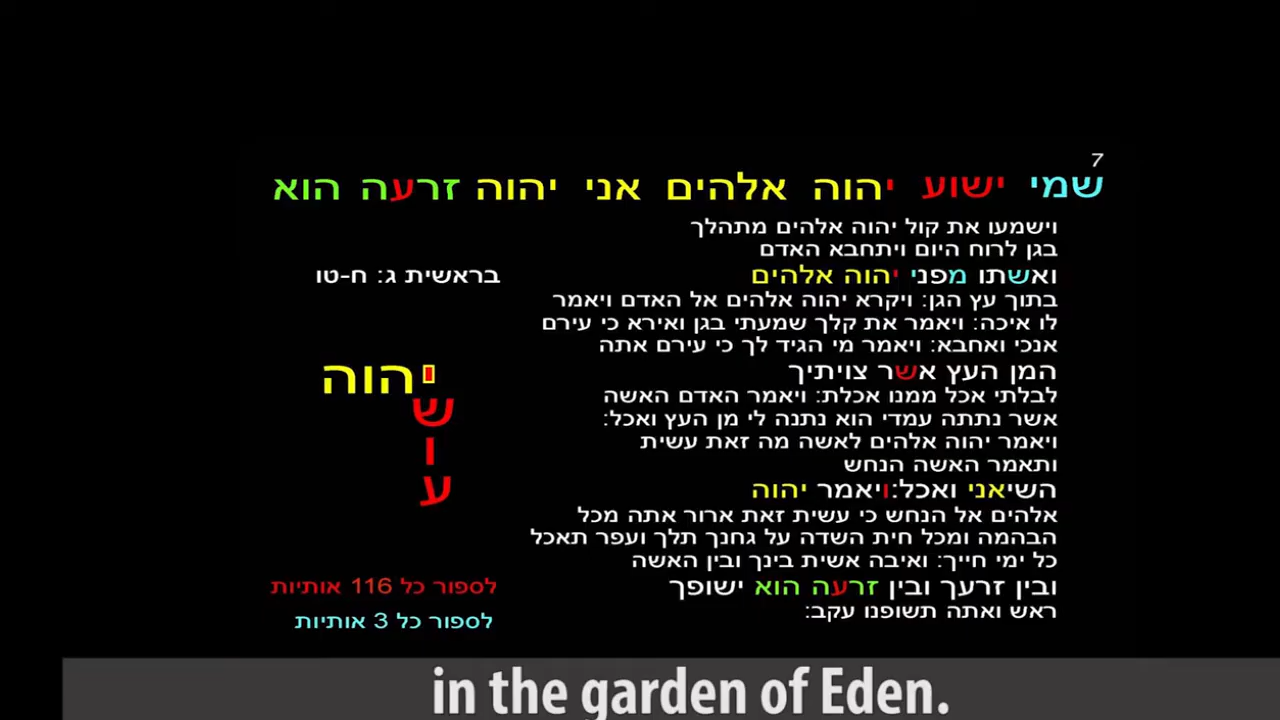 7
שמי ישוע יהוה אלהים אני יהוה זרעה הוא
וישמעו את קול יהוה אלהים מתהלך
בגן לרוח היום ויתחבא האדם
ואשתו מפני יהוה אלהים
בראשית ג: ח-טו
בתוך עץ הגן: ויקרא יהוה אלהים אל האדם ויאמר
לו איכה: ויאמר את קלך שמעתי בגן ואירא כי עירם
אנכי ואחבא: ויאמר מי הגיד לך כי עירם אתה
המן העץ אשר צויתיך
לבלתי אכל ממנו אכלת: ויאמר האדם האשה
אשר נתתה עמדי הוא נתנה לי מן העץ ואכל:
ויאמר יהוה אלהים לאשה מה זאת עשית
ותאמר האשה הנחש
השיאני ואכל:ויאמר יהוה
אלהים אל הנחש כי עשית זאת ארור אתה מכל
הבהמה ומכל חית השדה על גחנך תלך ועפר תאכל
כל ימי חייך: ואיבה אשית בינך ובין האשה
ובין זרעך ובין זרעה הוא ישופך
ראש ואתה תשופנו עקב:
יהוה
ש
ו
ע
לספור כל 116 אותיות
לספור כל 3 אותיות
in the garden of Eden.